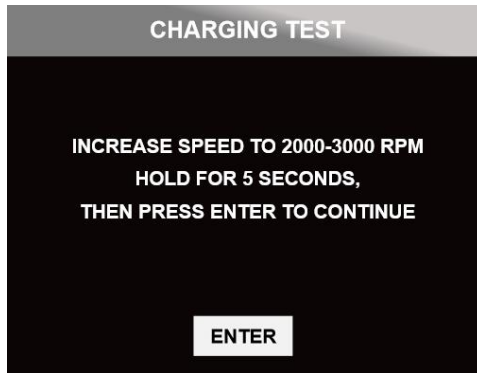 CHARGING TEST
INCREASE SPEED TO 2000-3000 RPM
HOLD FOR 5 SECONDS,
THEN PRESS ENTER TO CONTINUE
ENTER